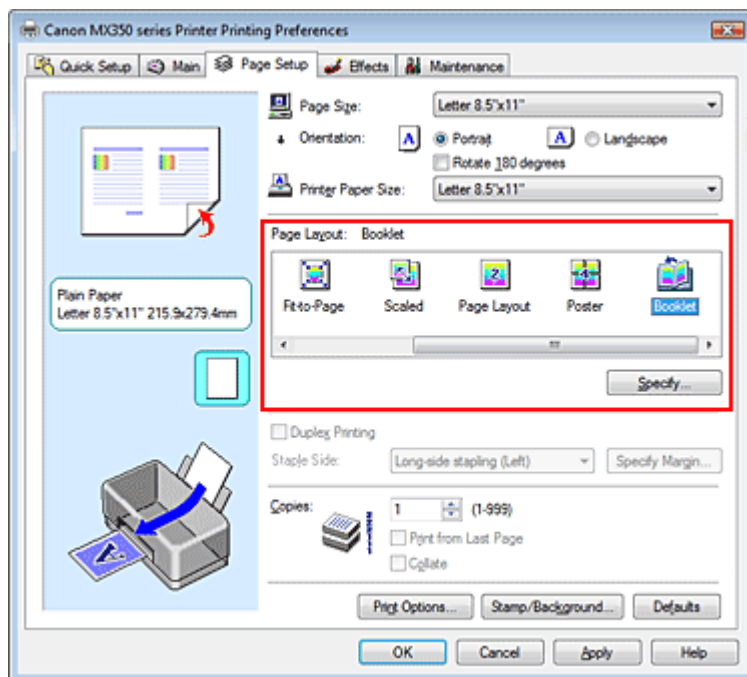 Canon MX350 series Printer Printing Preferences
Quick Setup Main Page Setup Effects Maintenance
Page Size: Letter 8.5"x11"
Orientation: A Portrait A Landscape
Rotate 180 degrees
Printer Paper Size: Letter 8.5"x11"
Page Layout: Booklet
Fit-to-Page Scaled Page Layout Poster Booklet
Plain Paper
Letter 8.5"x11" 215.9x279.4mm
Specify...
Duplex Printing
Staple Side: Long-side stapling (Left) Specify Margin...
Copies: 1 (1-999)
Print from Last Page
Collate
Print Options... Stamp/Background... Defaults
OK Cancel Apply Help